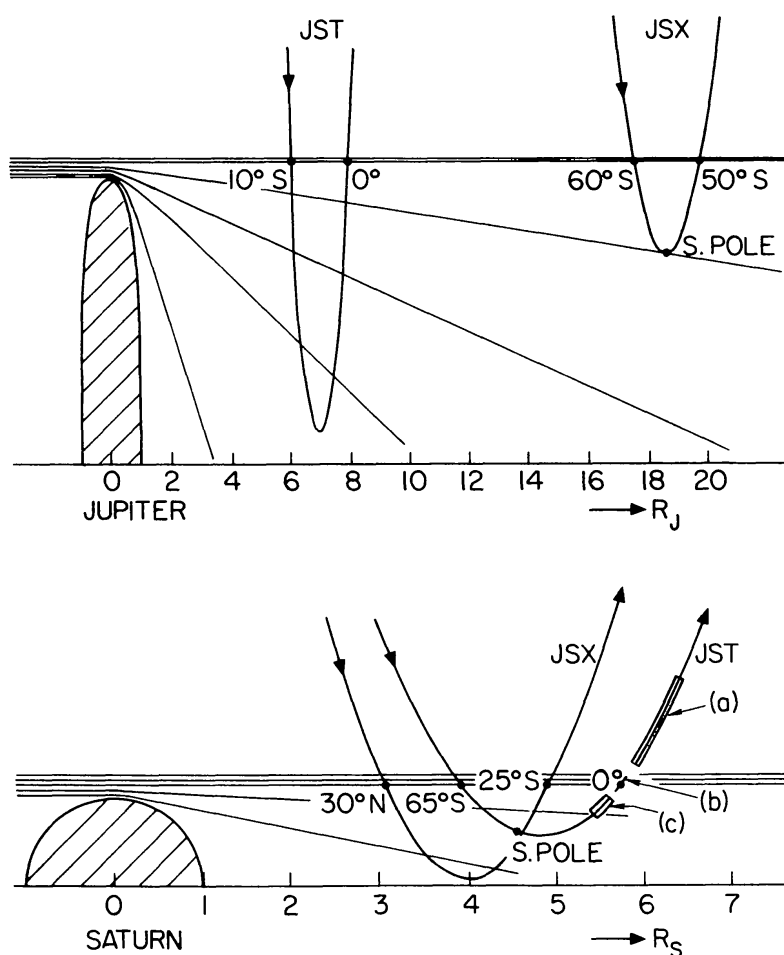 JST JSX
10°S 0° 60°S 50°S
S. POLE
0 2 4 6 8 10 12 14 16 18 20
JUPITER R_J
JSX JST
(a)
25°S 0°
30°N 65°S (b)
(c)
S. POLE
0 1 2 3 4 5 6 7
SATURN R_S